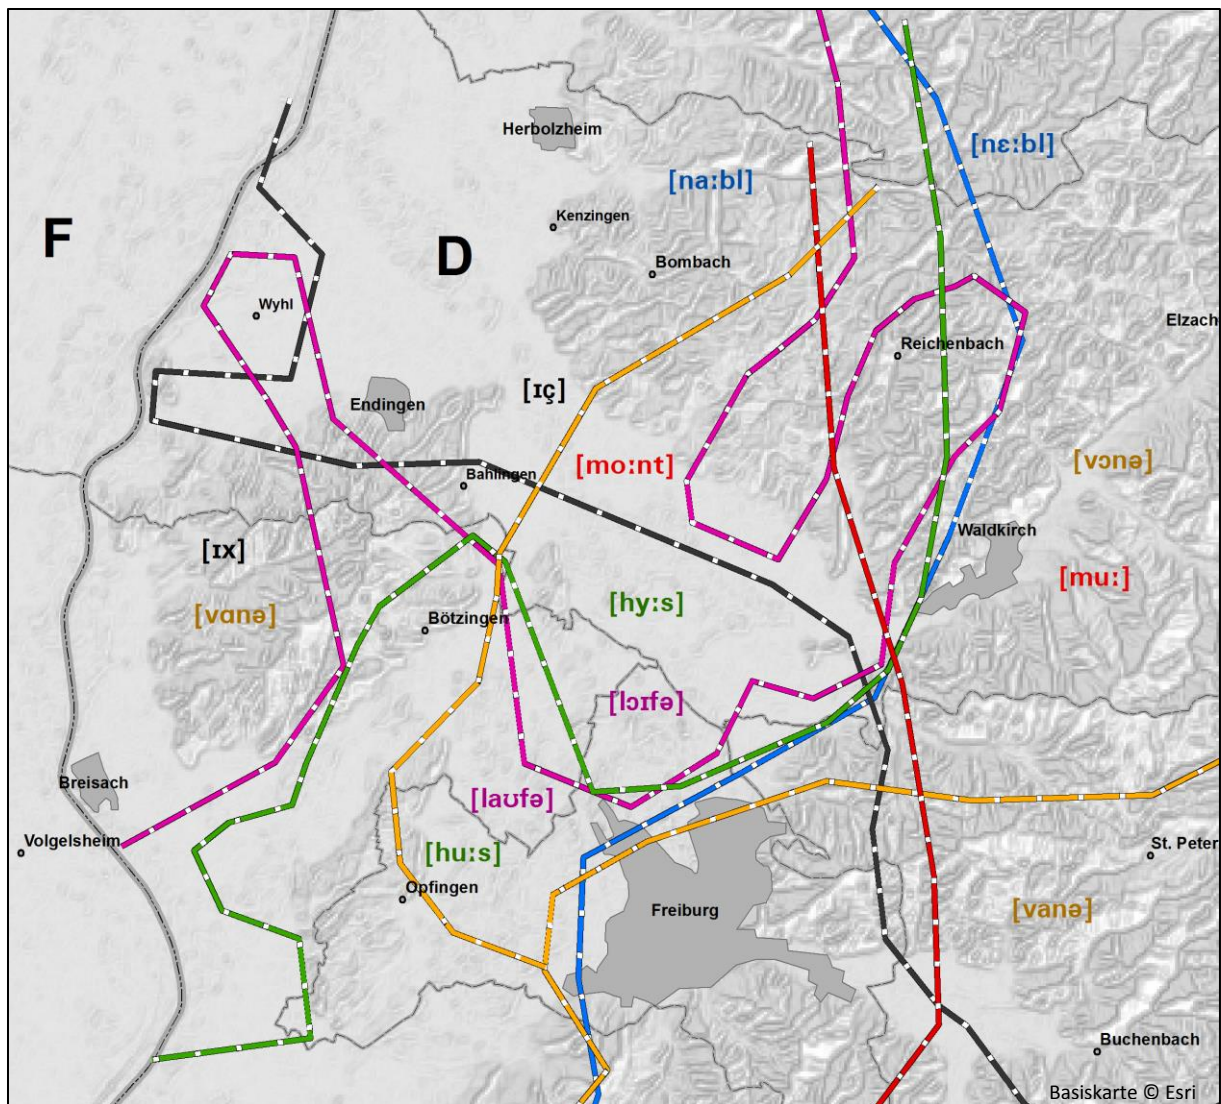 Herbolzheim
[nɛːbl]
[naːbl]
F
D
Kenzingen
Bombach
Wyhl
Elzach
Reichenbach
[ɪç]
Endingen
[moːnt]
[vɔnə]
Bahlingen
Waldkirch
[ɪx]
[muː]
[vɑnə]
[hyːs]
Bötzingen
[lɔɪfə]
Breisach
[laʊfə]
Volgelsheim
[huːs]
St. Peter
Opfingen
Freiburg
[vanə]
Buchenbach
Basiskarte © Esri